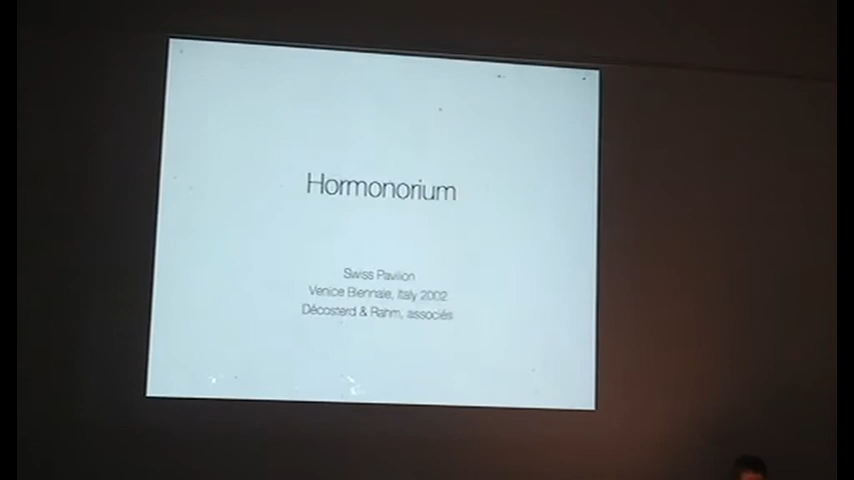 Hormonorium
Swiss Pavilion
Venice Biennale, Italy 2002
Décosterd & Rahm, associés